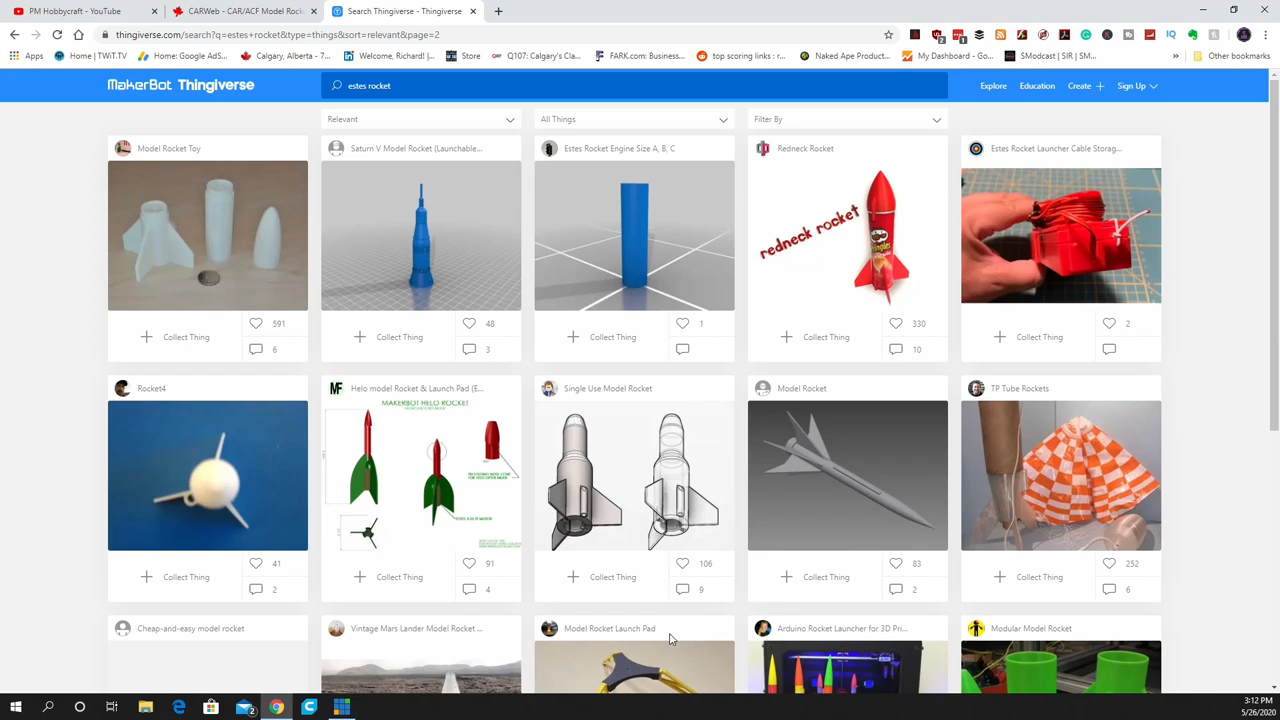 PM Hobbycraft - YouTube
CARWeb - CAR/ACF Model Rock
Search Thingiverse - Thingiverse
thingiverse.com/search?q=estes+rocket&type=things&sort=relevant&page=2
Apps
Home | TWiT.TV
Home: Google AdS...
Calgary, Alberta - 7...
Welcome, Richard! |...
Store
Q107: Calgary's Clas...
FARK.com: Business...
top scoring links : r...
Naked Ape Product...
My Dashboard - Go...
SModcast | SIR | SM...
»
Other bookmarks
MakerBot Thingiverse
estes rocket
Explore
Education
Create
Sign Up
Relevant
All Things
Filter By
Model Rocket Toy
Saturn V Model Rocket (Launchable...
Estes Rocket Engine Size A, B, C
Redneck Rocket
Estes Rocket Launcher Cable Storag...
redneck rocket
Pringles
Collect Thing
591
6
Collect Thing
48
3
Collect Thing
1
Collect Thing
330
10
Collect Thing
2
Rocket4
Helo model Rocket & Launch Pad (E...
Single Use Model Rocket
Model Rocket
TP Tube Rockets
MAKERBOT HELO ROCKET
Collect Thing
41
2
Collect Thing
91
4
Collect Thing
106
9
Collect Thing
83
2
Collect Thing
252
6
Cheap-and-easy model rocket
Vintage Mars Lander Model Rocket ...
Model Rocket Launch Pad
Arduino Rocket Launcher for 3D Pri...
Modular Model Rocket
3:12 PM
5/26/2020